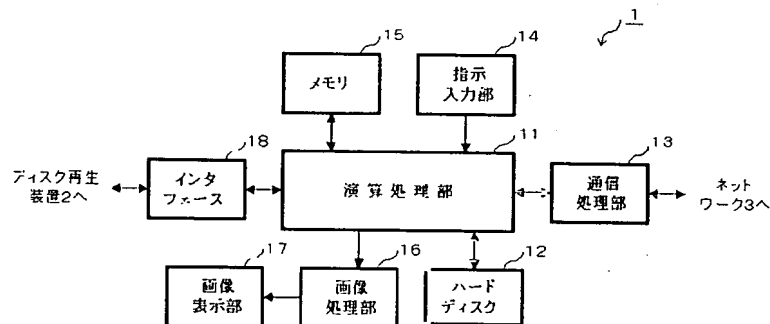 1
15
メモリ
14
指示
入力部
18
ディスク再生
装置2へ
インタ
フェース
11
演算処理部
13
通信
処理部
ネット
ワーク3へ
17
画像
表示部
16
画像
処理部
12
ハード
ディスク